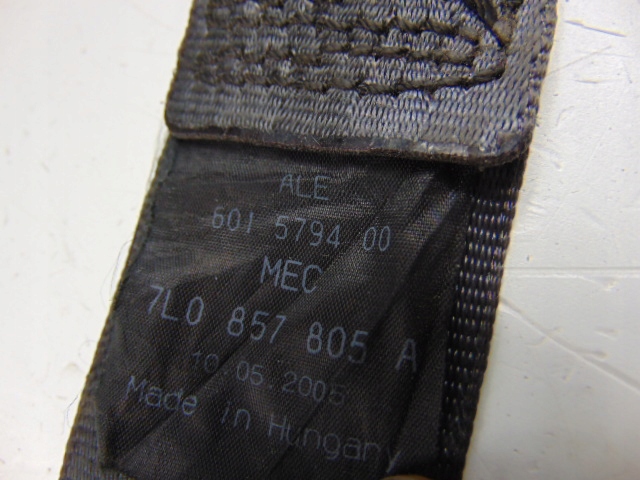 ALE
601 5794 00
MEC
7L0 857 805 A
10.05.2005
Made in Hungary